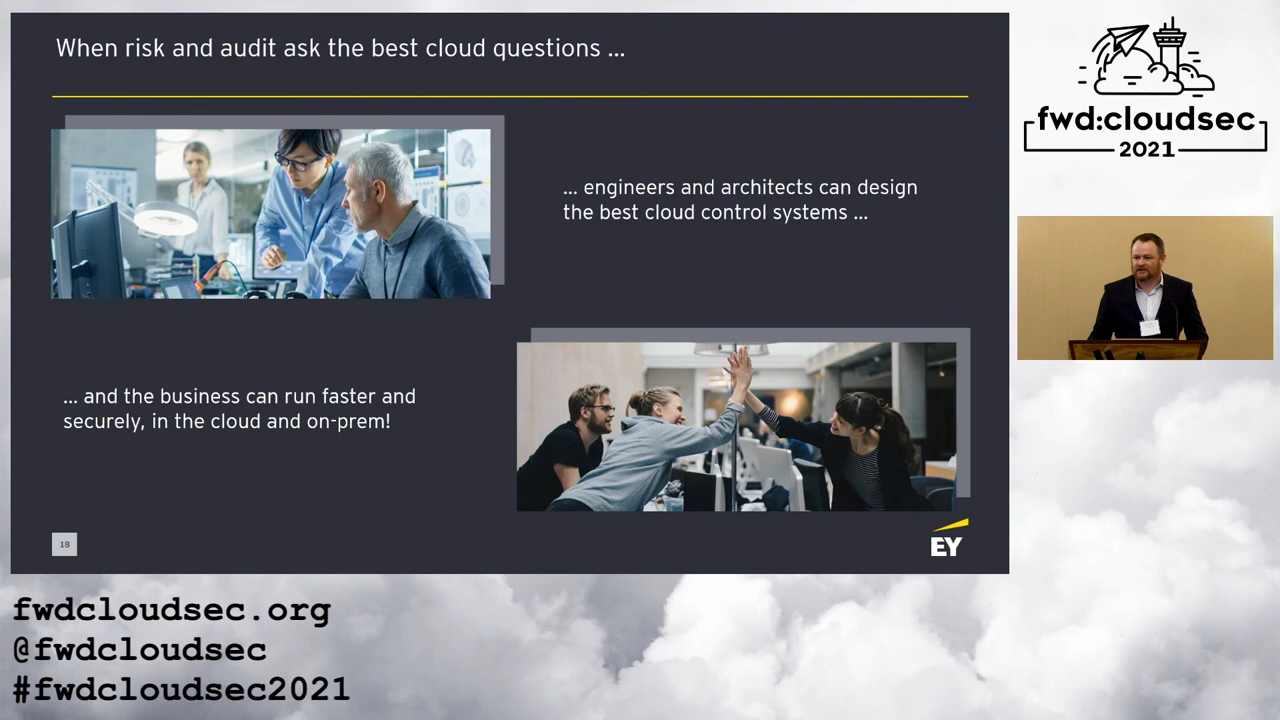 When risk and audit ask the best cloud questions ...
... engineers and architects can design
the best cloud control systems ...
... and the business can run faster and
securely, in the cloud and on-prem!
18
EY
fwd:cloudsec
2021
fwdcloudsec.org
@fwdcloudsec
#fwdcloudsec2021